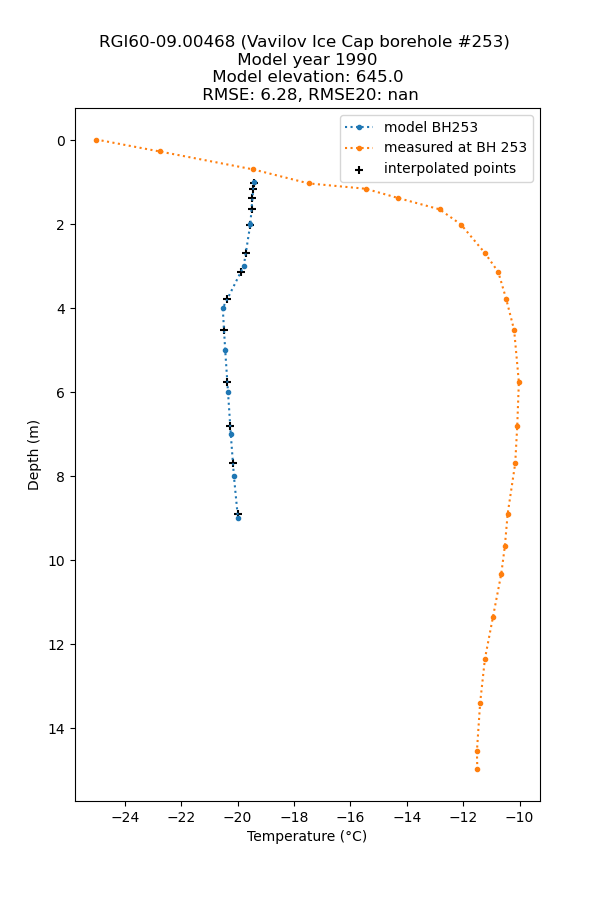 RGI60-09.00468 (Vavilov Ice Cap borehole #253)
Model year 1990
Model elevation: 645.0
RMSE: 6.28, RMSE20: nan
model BH253
measured at BH 253
interpolated points
0
2
4
6
8
10
12
14
Depth (m)
−24 −22 −20 −18 −16 −14 −12 −10
Temperature (°C)